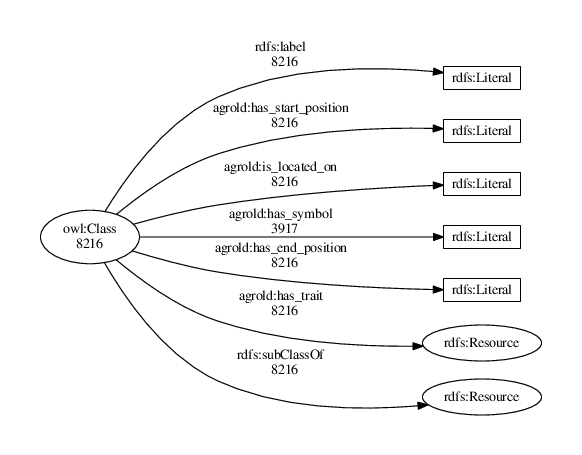 rdfs:label
8216
rdfs:Literal
agrold:has_start_position
8216
rdfs:Literal
agrold:is_located_on
8216
rdfs:Literal
agrold:has_symbol
3917
rdfs:Literal
owl:Class
8216
agrold:has_end_position
8216
rdfs:Literal
agrold:has_trait
8216
rdfs:Resource
rdfs:subClassOf
8216
rdfs:Resource